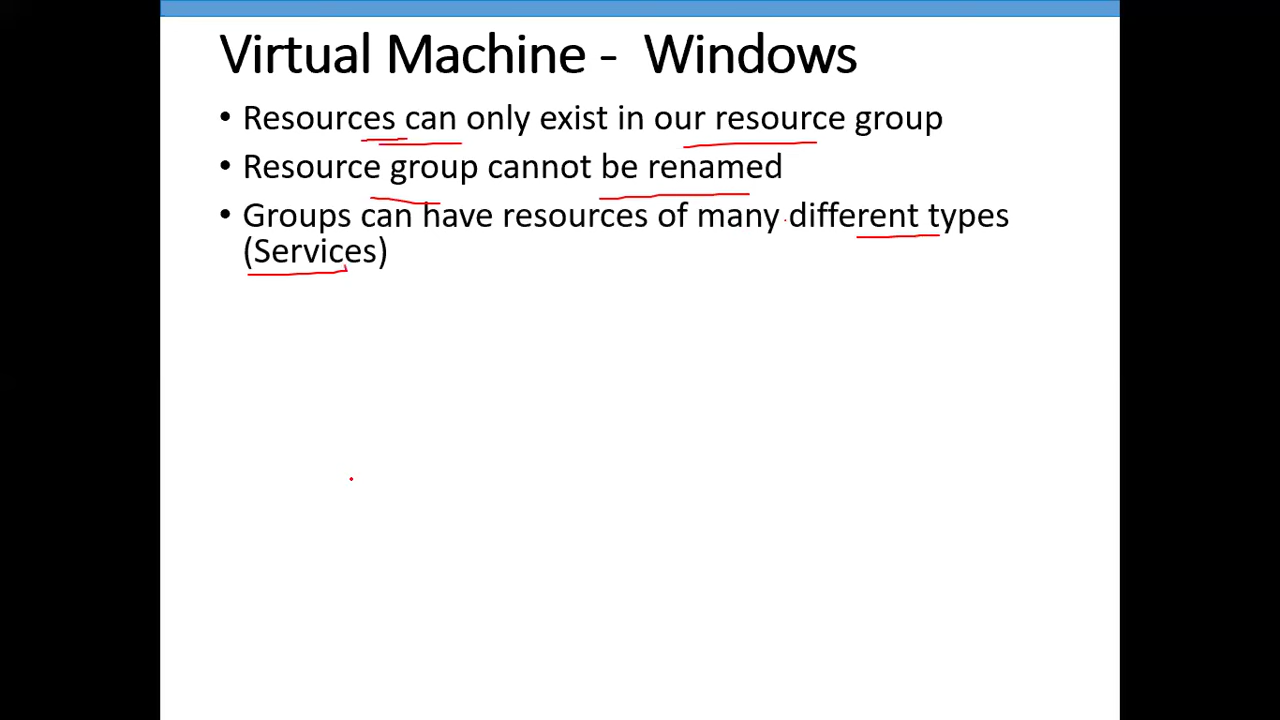 Virtual Machine - Windows
• Resources can only exist in our resource group
• Resource group cannot be renamed
• Groups can have resources of many different types
(Services)